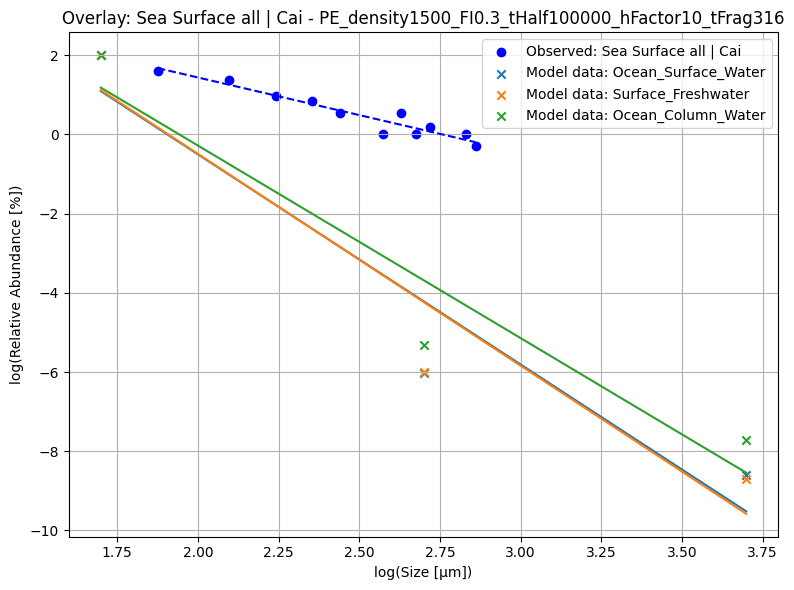 Overlay: Sea Surface all | Cai - PE_density1500_FI0.3_tHalf100000_hFactor10_tFrag316
Observed: Sea Surface all | Cai
Model data: Ocean_Surface_Water
Model data: Surface_Freshwater
Model data: Ocean_Column_Water
log(Relative Abundance [%])
2
0
−2
−4
−6
−8
−10
1.75 2.00 2.25 2.50 2.75 3.00 3.25 3.50 3.75
log(Size [μm])